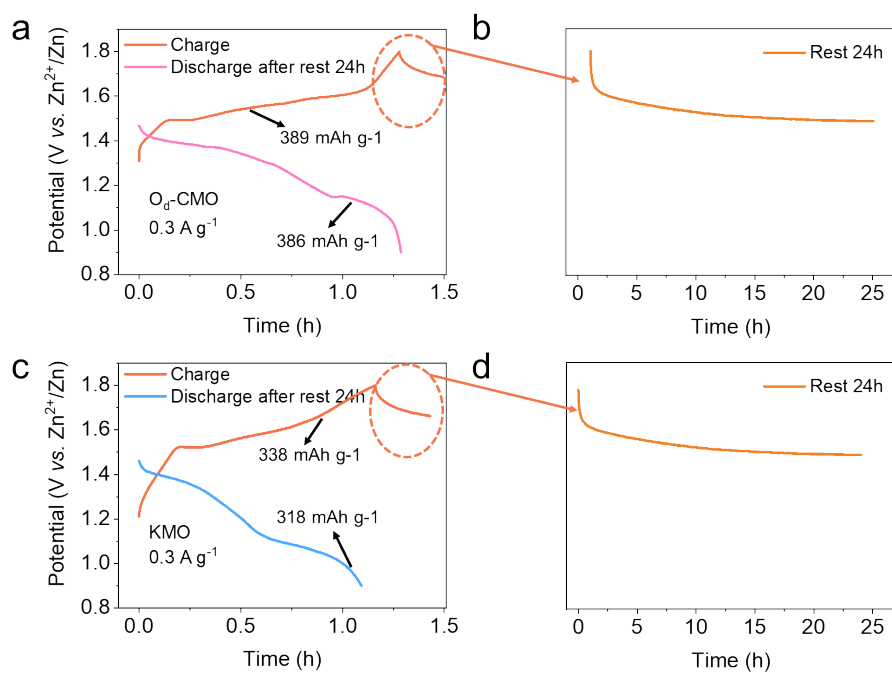 a
Charge
Discharge after rest 24h
389 mAh g-1
386 mAh g-1
O_d-CMO
0.3 A g⁻¹
Potential (V vs. Zn²⁺/Zn)
1.8
1.6
1.4
1.2
1.0
0.8
0.0 0.5 1.0 1.5
Time (h)
b
Rest 24h
0 5 10 15 20 25
Time (h)
c
Charge
Discharge after rest 24h
338 mAh g-1
318 mAh g-1
KMO
0.3 A g⁻¹
Potential (V vs. Zn²⁺/Zn)
1.8
1.6
1.4
1.2
1.0
0.8
0.0 0.5 1.0 1.5
Time (h)
d
Rest 24h
0 5 10 15 20 25
Time (h)